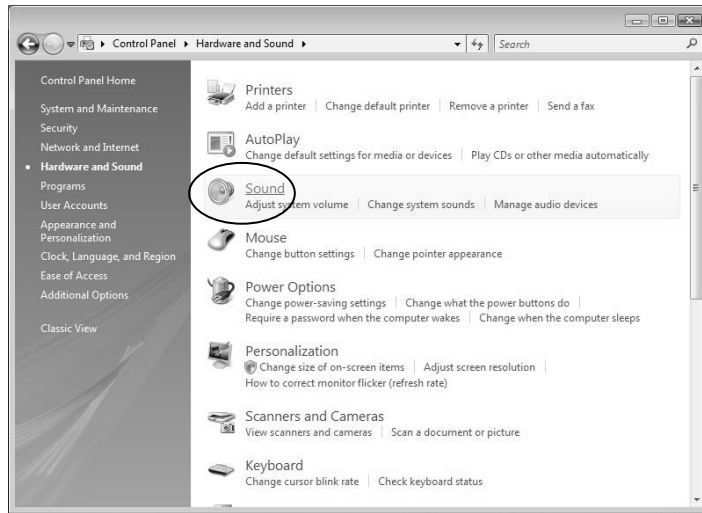 Control Panel ▸ Hardware and Sound ▸
Search
Control Panel Home
System and Maintenance
Security
Network and Internet
Hardware and Sound
Programs
User Accounts
Appearance and
Personalization
Clock, Language, and Region
Ease of Access
Additional Options
Classic View
Printers
Add a printer | Change default printer | Remove a printer | Send a fax
AutoPlay
Change default settings for media or devices | Play CDs or other media automatically
Sound
Adjust system volume | Change system sounds | Manage audio devices
Mouse
Change button settings | Change pointer appearance
Power Options
Change power-saving settings | Change what the power buttons do |
Require a password when the computer wakes | Change when the computer sleeps
Personalization
Change size of on-screen items | Adjust screen resolution |
How to correct monitor flicker (refresh rate)
Scanners and Cameras
View scanners and cameras | Scan a document or picture
Keyboard
Change cursor blink rate | Check keyboard status